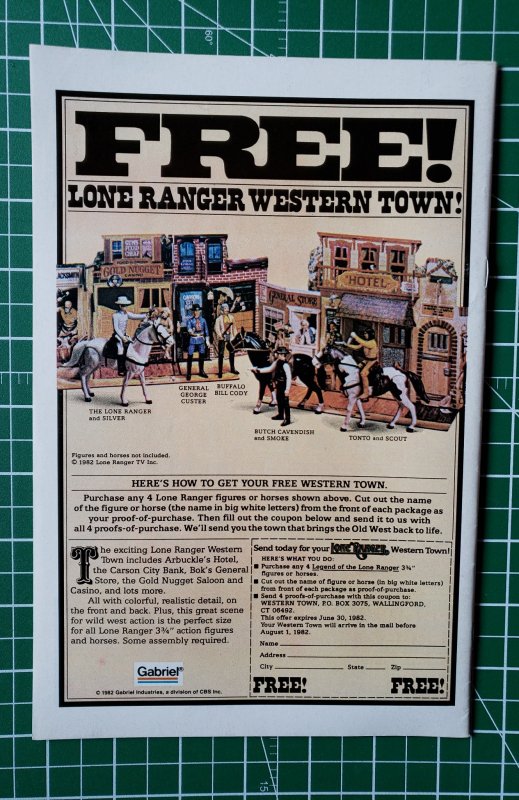 FREE!
LONE RANGER WESTERN TOWN!
GOLD NUGGET
GENERAL STORE
HOTEL
THE LONE RANGER
and SILVER
GENERAL
GEORGE
CUSTER
BUFFALO
BILL CODY
BUTCH CAVENDISH
and SMOKE
TONTO and SCOUT
Figures and horses not included.
© 1982 Lone Ranger TV Inc.
HERE'S HOW TO GET YOUR FREE WESTERN TOWN.
Purchase any 4 Lone Ranger figures or horses shown above. Cut out the name
of the figure or horse (the name in big white letters) from the front of each package as
your proof-of-purchase. Then fill out the coupon below and send it to us with
all 4 proofs-of-purchase. We'll send you the town that brings the Old West back to life.
The exciting Lone Ranger Western
Town includes Arbuckle's Hotel,
the Carson City Bank, Bok's General
Store, the Gold Nugget Saloon and
Casino, and lots more.
All with colorful, realistic detail, on
the front and back. Plus, this great scene
for wild west action is the perfect size
for all Lone Ranger 3¾" action figures
and horses. Some assembly required.
Gabriel®
© 1982 Gabriel Industries, a division of CBS Inc.
Send today for your LONE RANGER Western Town!
HERE'S WHAT YOU DO:
■ Purchase any 4 Legend of the Lone Ranger 3¾"
figures or horses.
■ Cut out name of figure or horse (in big white letters)
from front of each package as proof-of-purchase.
■ Send 4 proofs-of-purchase with this coupon to:
WESTERN TOWN, P.O. BOX 3075, WALLINGFORD,
CT 06492.
This offer expires June 30, 1982.
Your Western Town will arrive in the mail before
August 1, 1982.
Name
Address
City State Zip
FREE! FREE!
60°
15